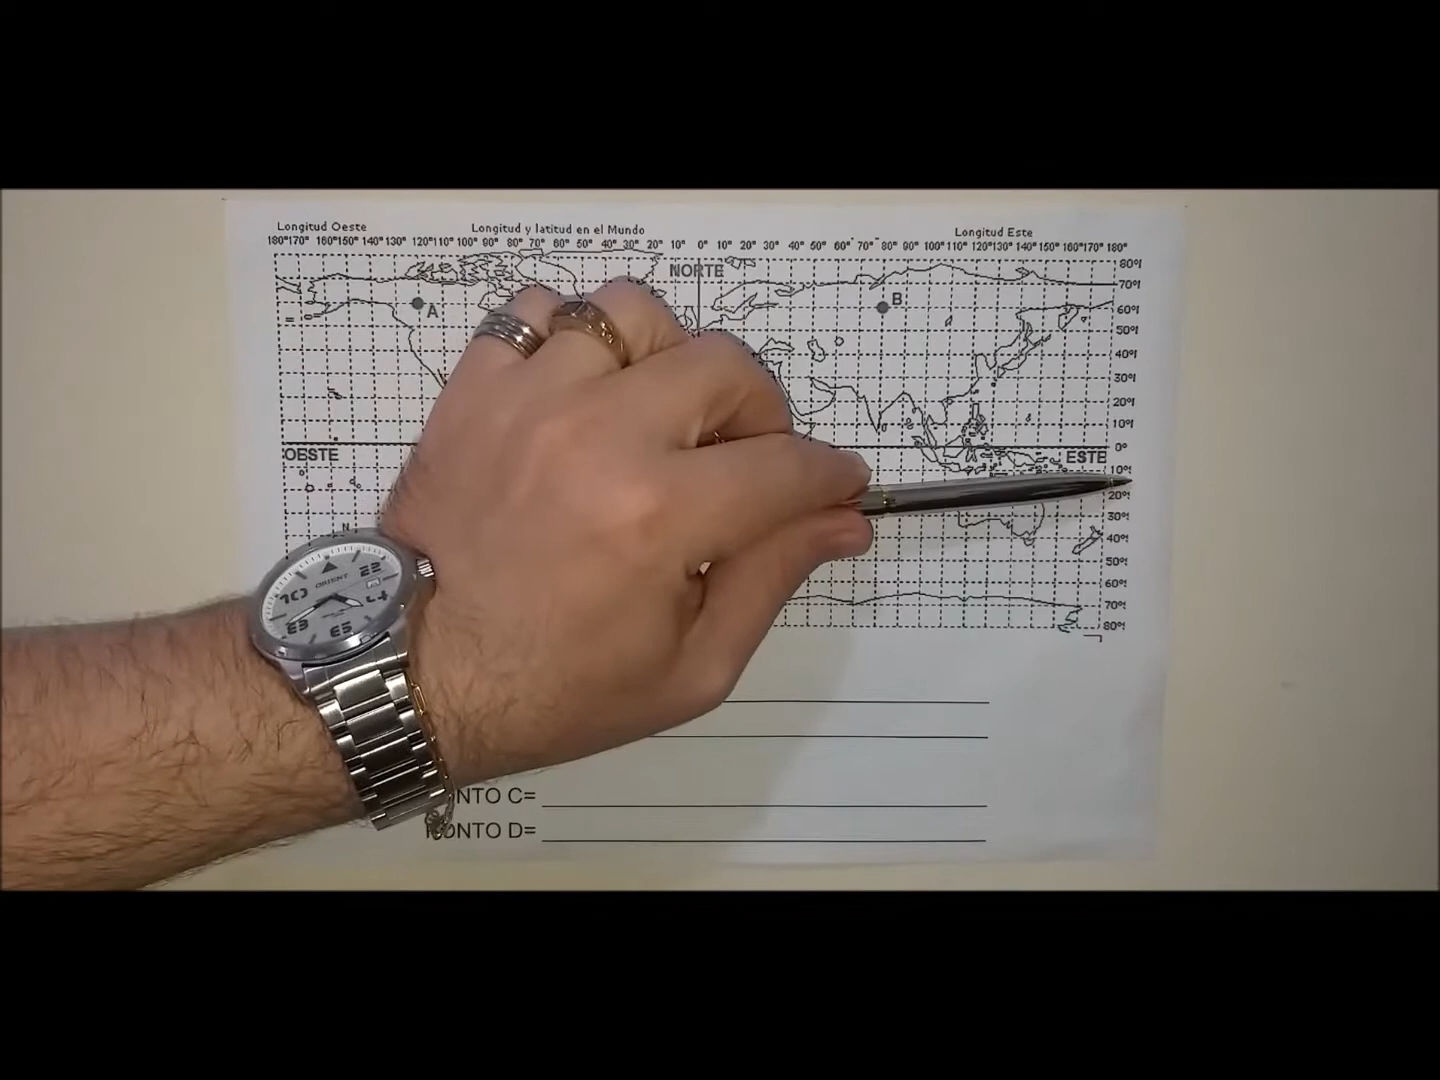 Longitud Oeste Longitud y latitud en el Mundo Longitud Este
180° 170° 160° 150° 140° 130° 120° 110° 100° 90° 80° 70° 60° 50° 40° 30° 20° 10° 0° 10° 20° 30° 40° 50° 60° 70° 80° 90° 100° 110° 120° 130° 140° 150° 160° 170° 180°
80°
NORTE
70°
B
60°
A
50°
40°
30°
20°
10°
0°
OESTE ESTE
10°
20°
30°
40°
50°
60°
70°
80°
ORIENT
NTO C=
NTO D=